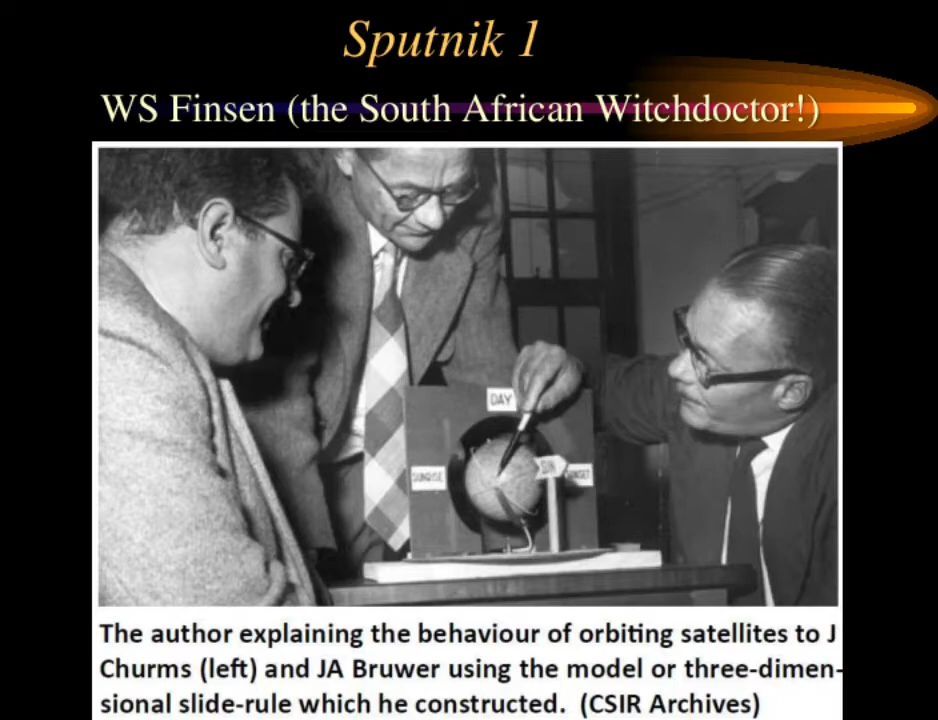 Sputnik 1
WS Finsen (the South African Witchdoctor!)
DAY
SUNRISE
SUN
SUNSET
The author explaining the behaviour of orbiting satellites to J
Churms (left) and JA Bruwer using the model or three-dimen-
sional slide-rule which he constructed. (CSIR Archives)